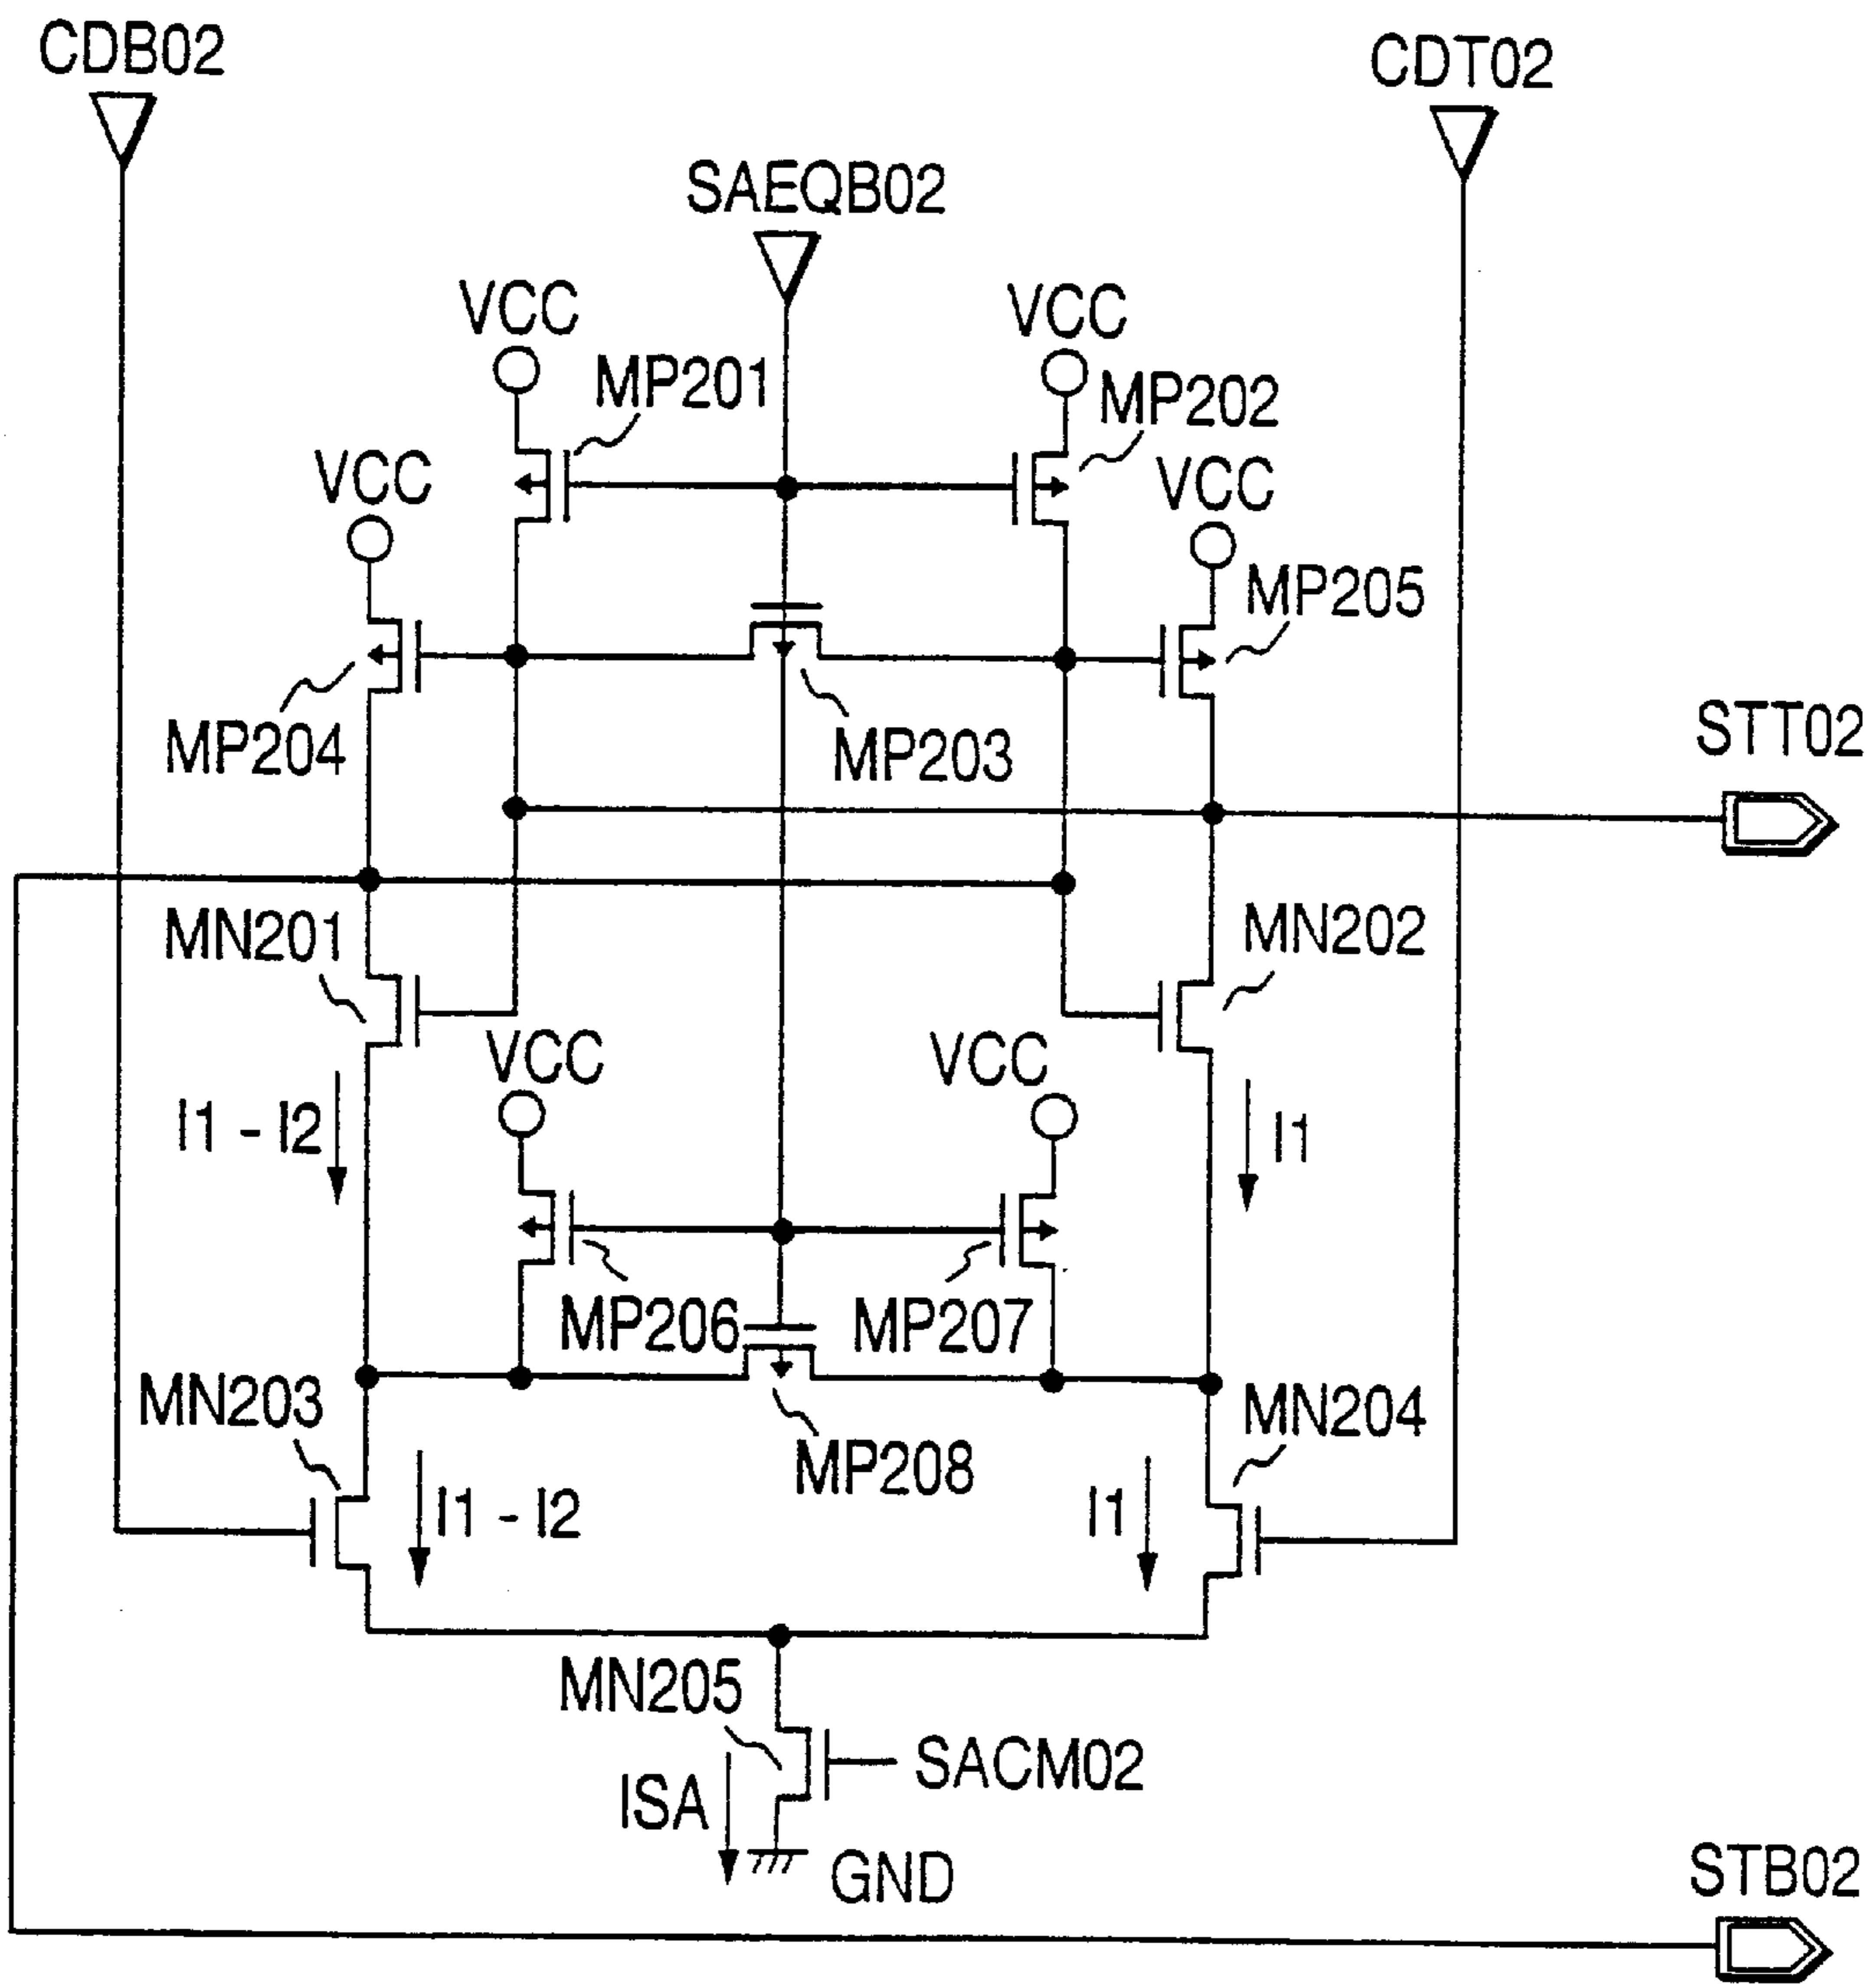 CDB02
CDT02
SAEQB02
VCC
VCC
MP201
MP202
VCC
VCC
MP205
MP204
MP203
STT02
MN201
MN202
VCC
VCC
I1 - I2
I1
MP206
MP207
MN203
MN204
MP208
I1 - I2
I1
MN205
SACM02
ISA
GND
STB02